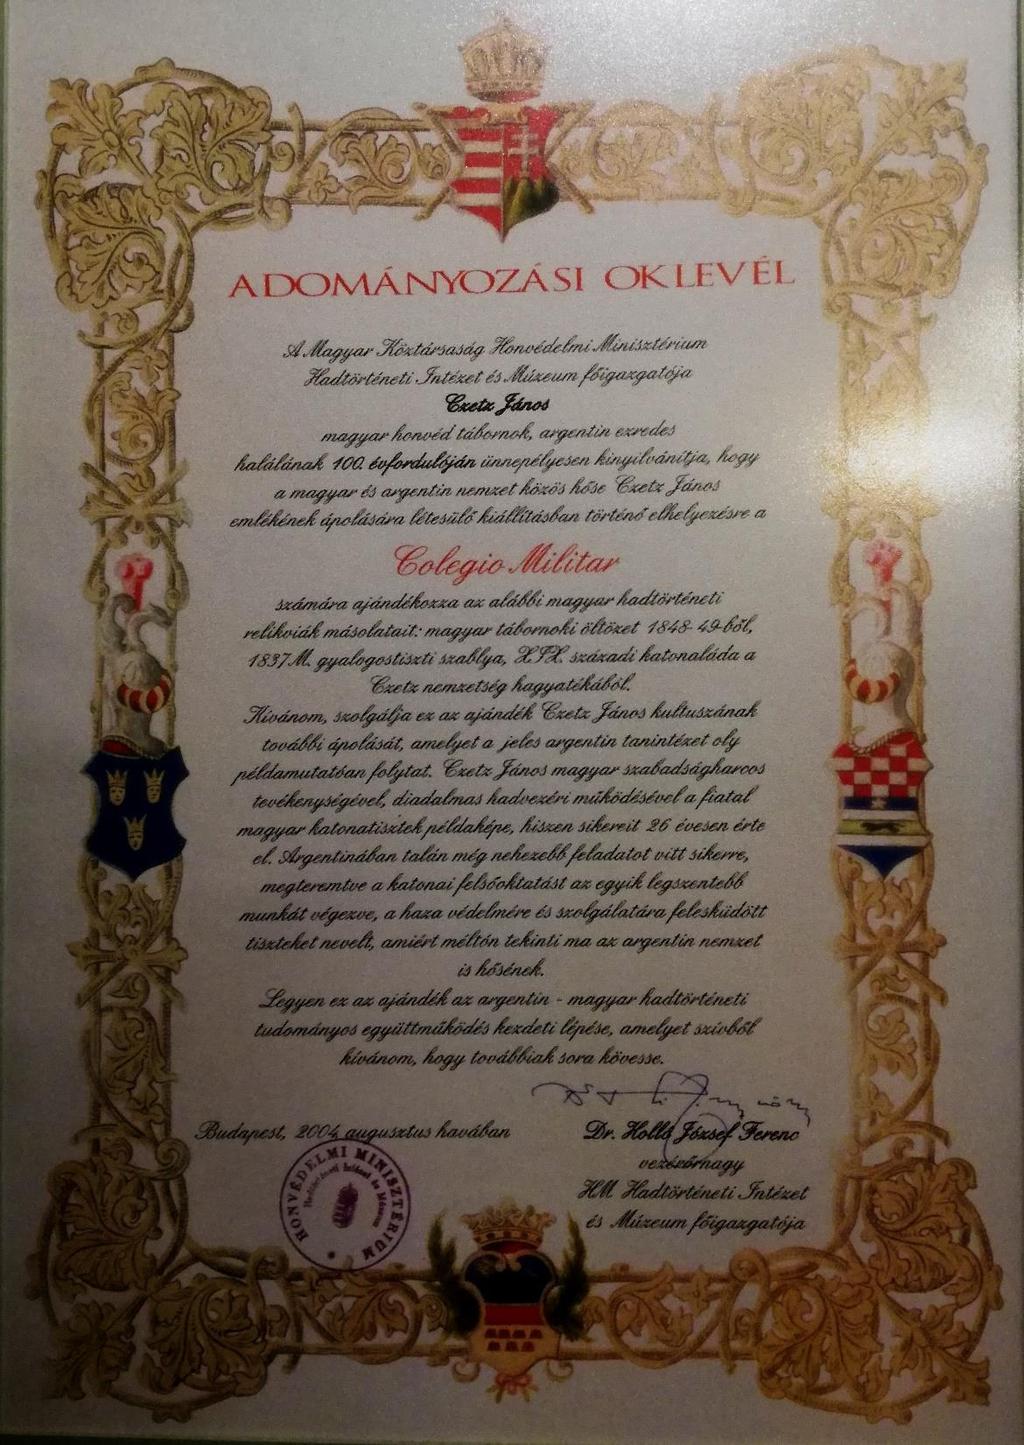 ADOMÁNYOZÁSI OKLEVÉL
A Magyar Köztársaság Honvédelmi Minisztérium
Hadtörténeti Intézet és Múzeum főigazgatója
Czetz János
magyar honvéd tábornok, argentin ezredes
halálának 100. évfordulóján ünnepélyesen kinyilvánítja, hogy
a magyar és argentin nemzet közös hőse Czetz János
emlékének ápolására létesülő kiállításban történő elhelyezésre a
Colegio Militar
számára ajándékozza az alábbi magyar hadtörténeti
relikviák másolatait: magyar tábornoki öltözet 1848-49-ből,
1837 M. gyalogostiszti szablya, XIX. századi katonaláda a
Czetz nemzetség hagyatékából.
Kívánom, szolgálja ez az ajándék Czetz János kultuszának
további ápolását, amelyet a jeles argentin tanintézet oly
példamutatóan folytat. Czetz János magyar szabadságharcos
tevékenységével, diadalmas hadvezéri működésével a fiatal
magyar katonatisztek példaképe, hiszen sikereit 26 évesen érte
el. Argentinában talán még nehezebb feladatot vitt sikerre,
megteremtve a katonai felsőoktatást az egyik legszentebb
munkát végezve, a haza védelmére és szolgálatára felesküdött
tiszteket nevelt, amiért méltón tekinti ma az argentin nemzet
is hősének.
Legyen ez az ajándék az argentin - magyar hadtörténeti
tudományos együttműködés kezdeti lépése, amelyet szívből
kívánom, hogy továbbiak sora kövesse.
Budapest, 2004 augusztus havában
Dr. Holló József Ferenc
vezérőrnagy
HM Hadtörténeti Intézet
és Múzeum főigazgatója
HONVÉDELMI MINISZTÉRIUM
Hadtörténeti Intézet és Múzeum